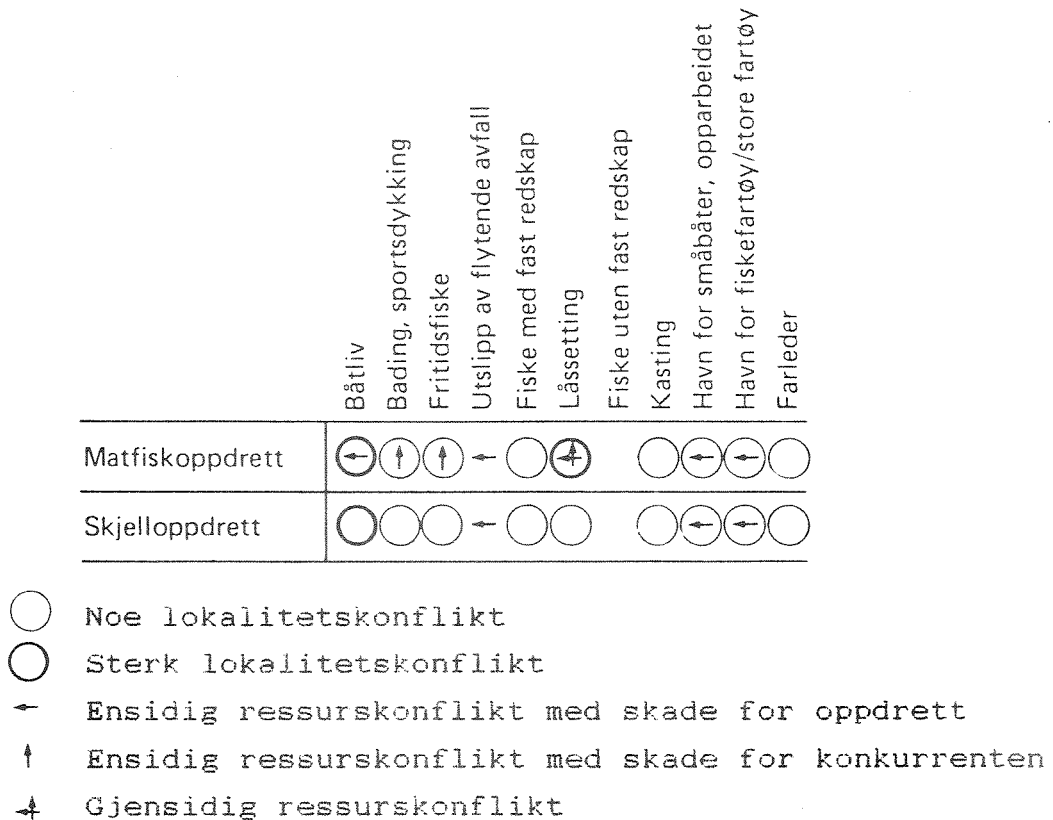 Båtliv
Bading, sportsdykking
Fritidsfiske
Utslipp av flytende avfall
Fiske med fast redskap
Låssetting
Fiske uten fast redskap
Kasting
Havn for småbåter, opparbeidet
Havn for fiskefartøy/store fartøy
Farleder
Matfiskoppdrett
Skjelloppdrett
Noe lokalitetskonflikt
Sterk lokalitetskonflikt
Ensidig ressurskonflikt med skade for oppdrett
Ensidig ressurskonflikt med skade for konkurrenten
Gjensidig ressurskonflikt